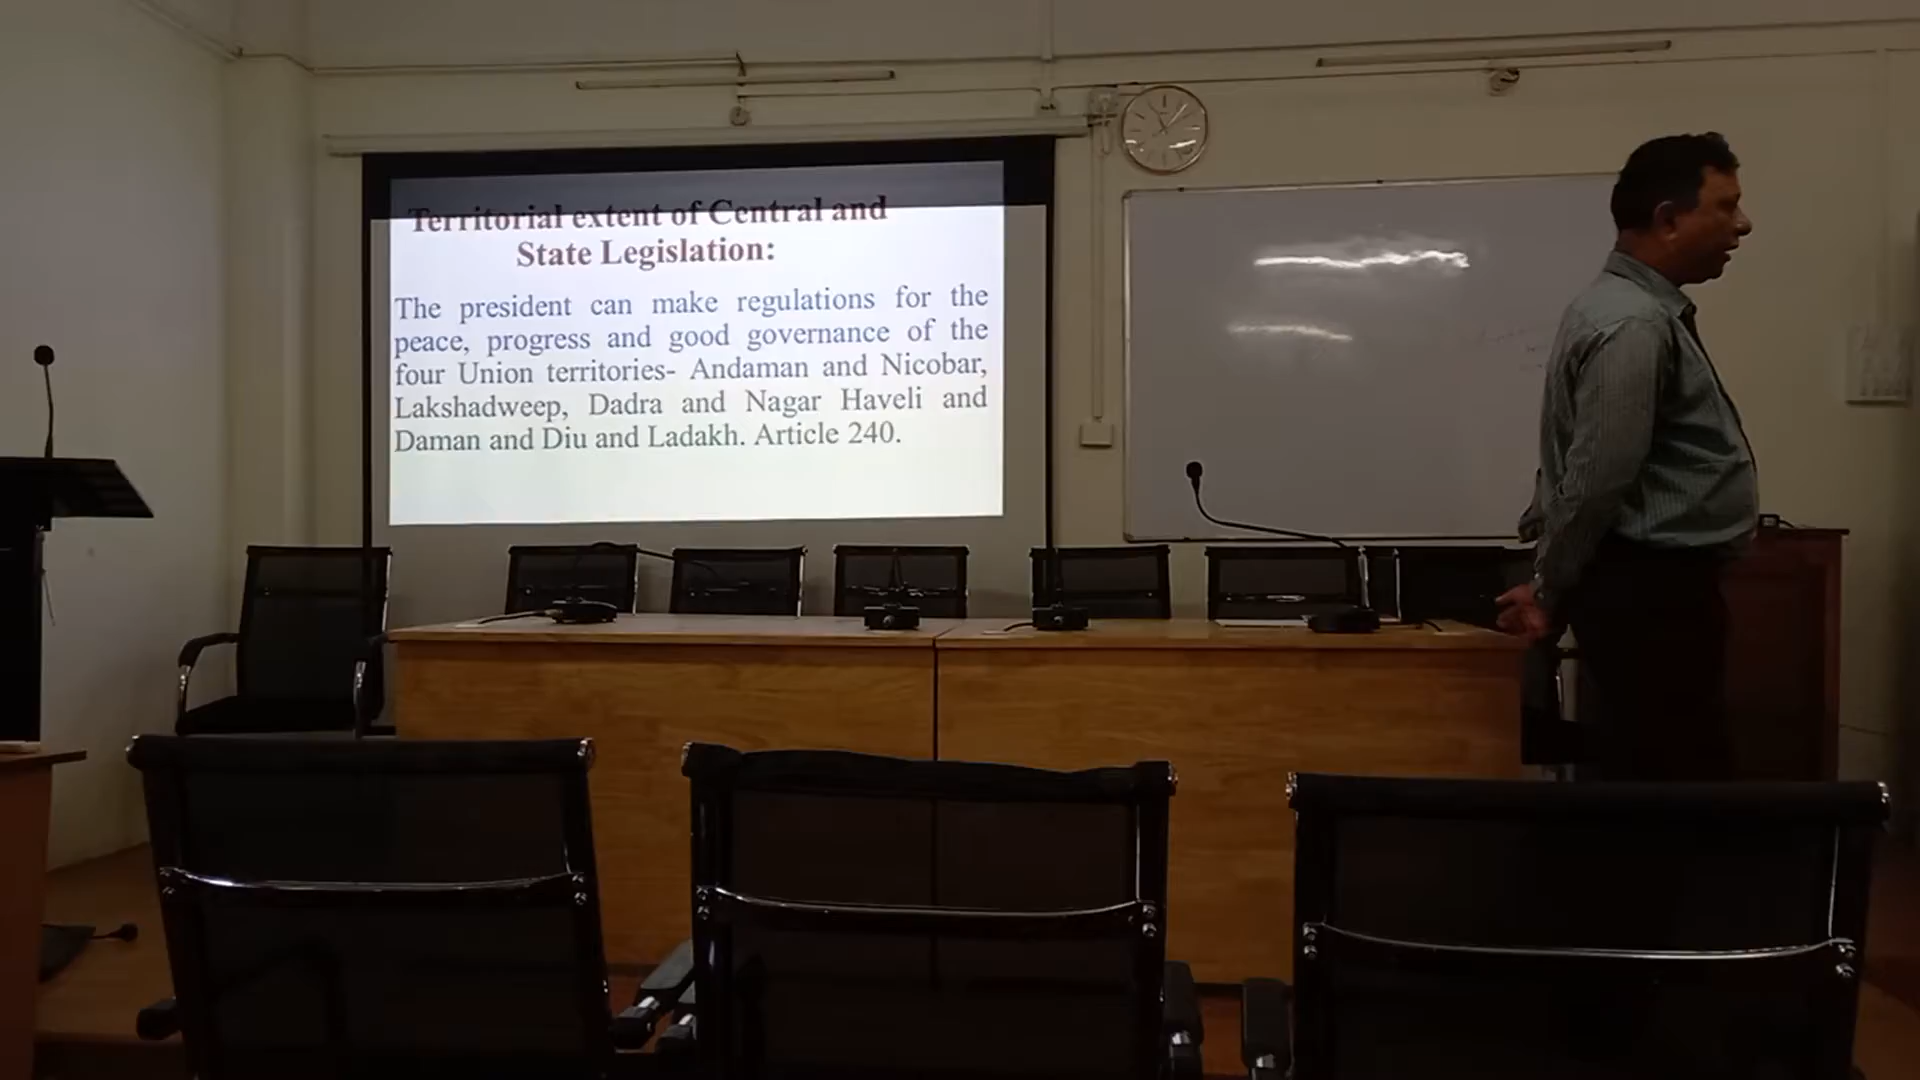 Territorial extent of Central and
State Legislation:
The president can make regulations for the
peace, progress and good governance of the
four Union territories- Andaman and Nicobar,
Lakshadweep, Dadra and Nagar Haveli and
Daman and Diu and Ladakh. Article 240.